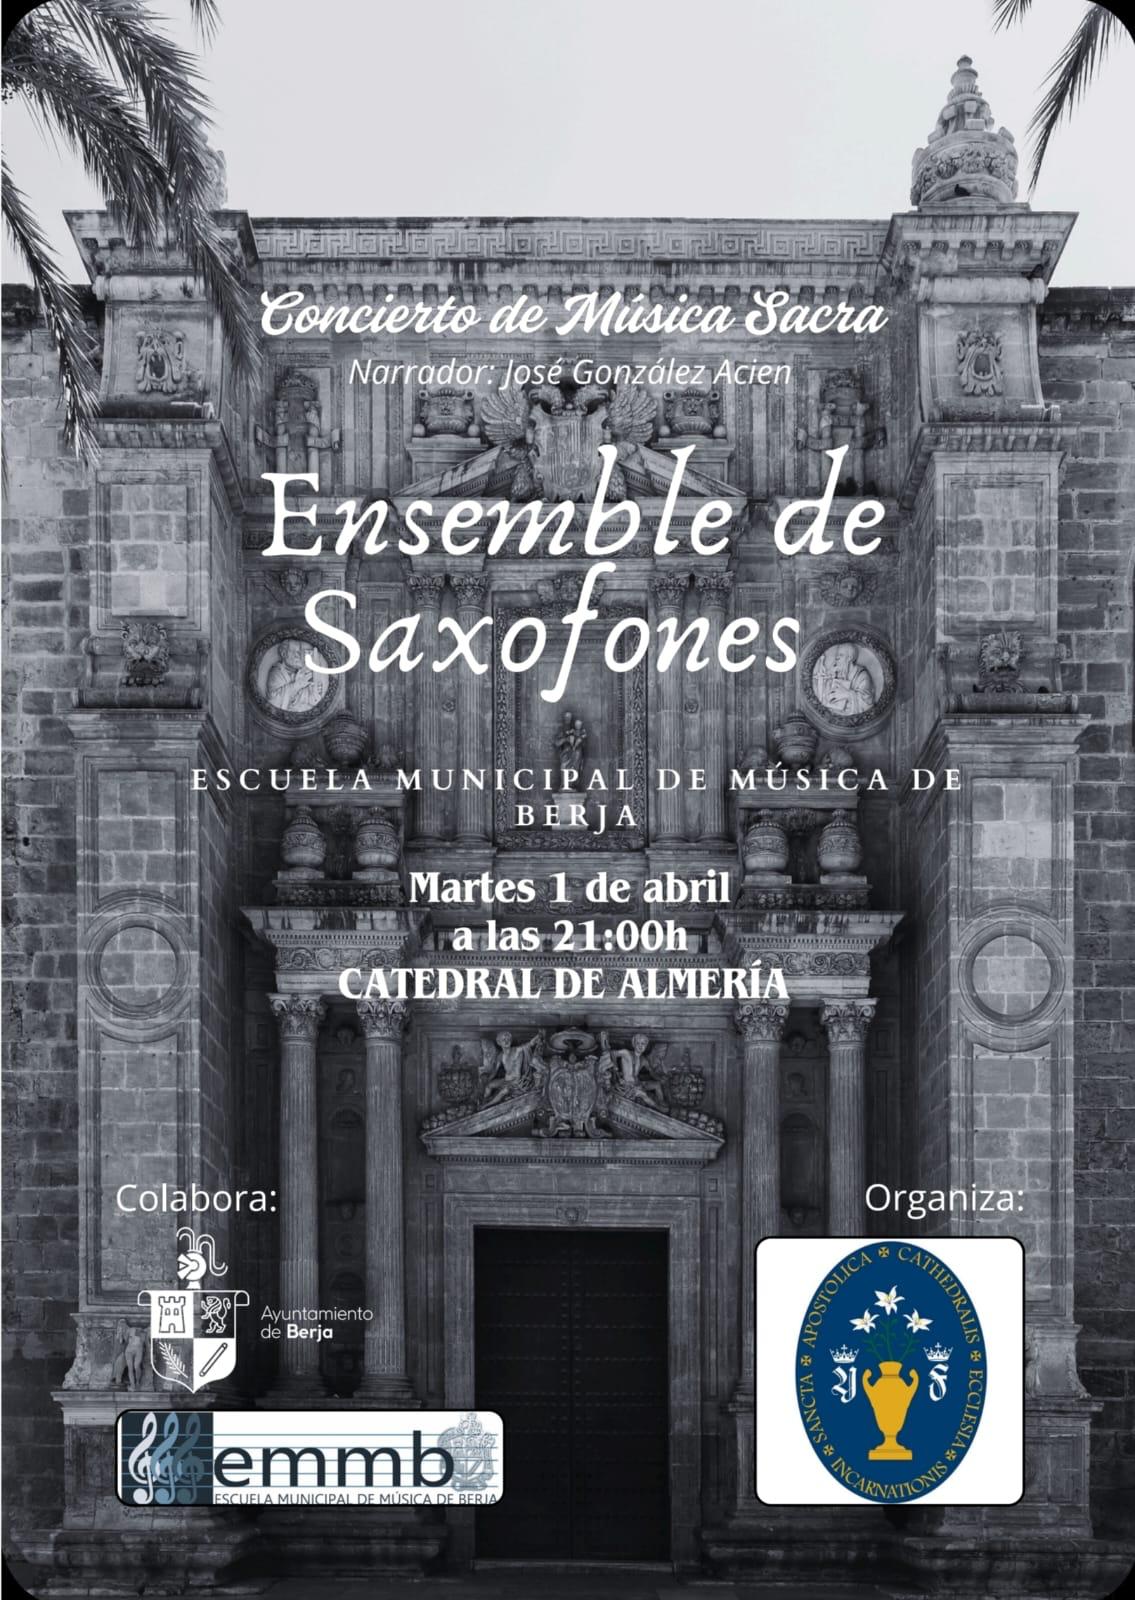 Concierto de Música Sacra
Narrador: José González Acien
Ensemble de
Saxofones
ESCUELA MUNICIPAL DE MÚSICA DE
BERJA
Martes 1 de abril
a las 21:00h
CATEDRAL DE ALMERÍA
Colabora:
Ayuntamiento
de Berja
emmb
ESCUELA MUNICIPAL DE MÚSICA DE BERJA
Organiza:
SANCTA ✠ APOSTOLICA ✠ CATHEDRALIS ✠ ECCLESIA ✠ INCARNATIONIS ✠
Y F